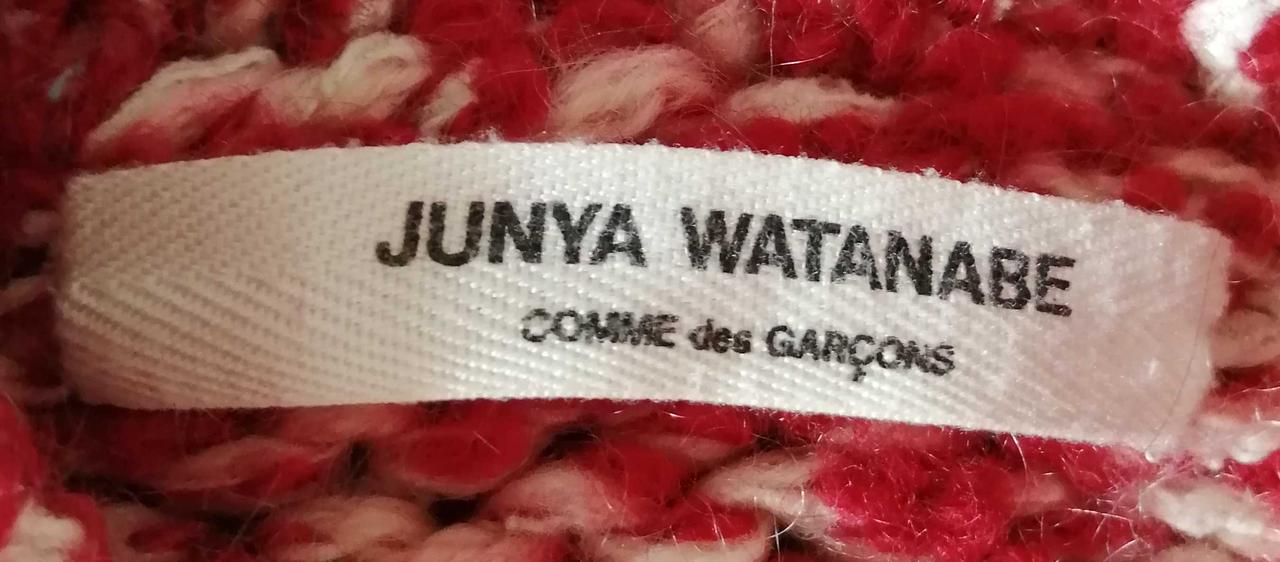 JUNYA WATANABE
COMME des GARÇONS